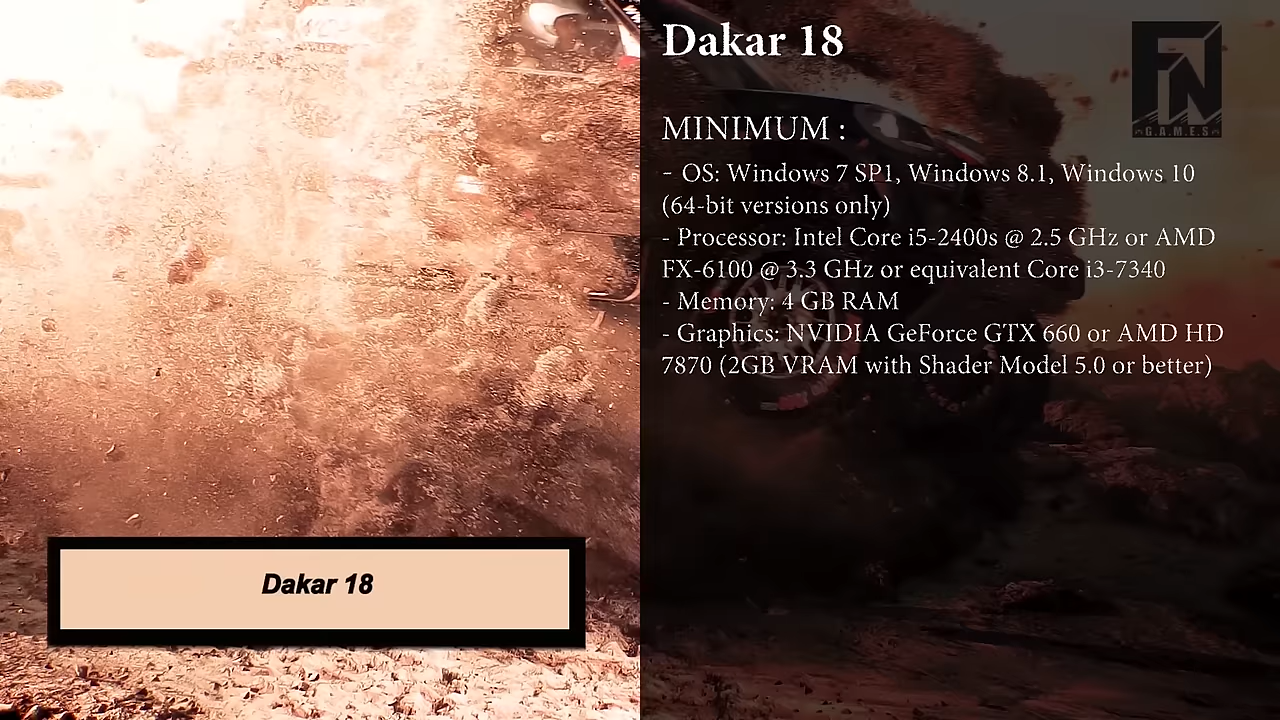 Dakar 18
FN
G.A.M.E.S
MINIMUM :
- OS: Windows 7 SP1, Windows 8.1, Windows 10
(64-bit versions only)
- Processor: Intel Core i5-2400s @ 2.5 GHz or AMD
FX-6100 @ 3.3 GHz or equivalent Core i3-7340
- Memory: 4 GB RAM
- Graphics: NVIDIA GeForce GTX 660 or AMD HD
7870 (2GB VRAM with Shader Model 5.0 or better)
Dakar 18